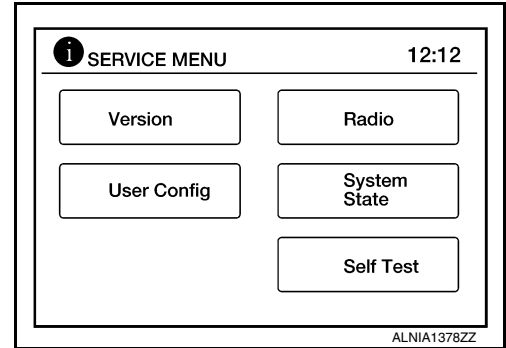 i SERVICE MENU 12:12
Version
Radio
User Config
System
State
Self Test
ALNIA1378ZZ